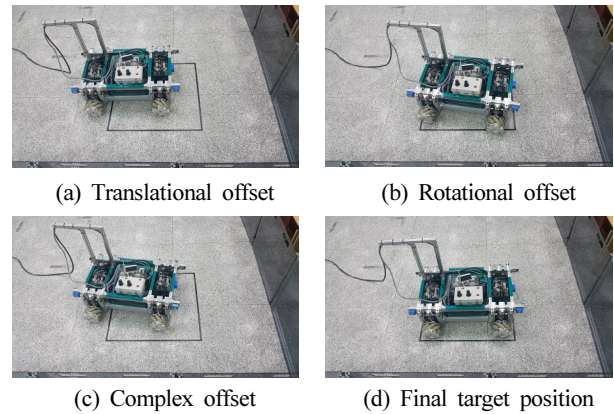 (a) Translational offset
(b) Rotational offset
(c) Complex offset
(d) Final target position